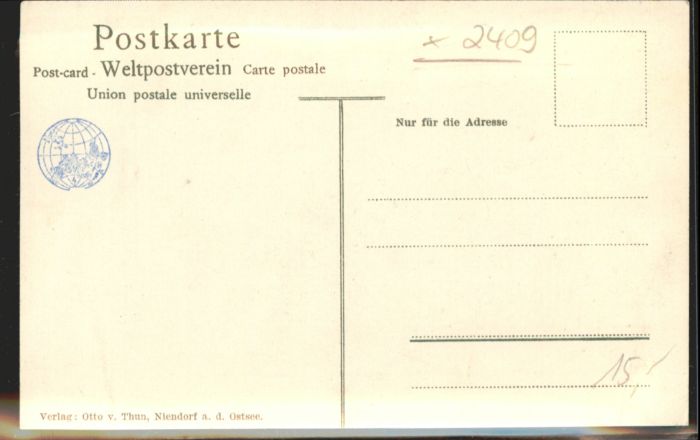 Postkarte
Post-card - Weltpostverein Carte postale
Union postale universelle
x 2409
Nur für die Adresse
15,-
Verlag: Otto v. Thun, Niendorf a. d. Ostsee.